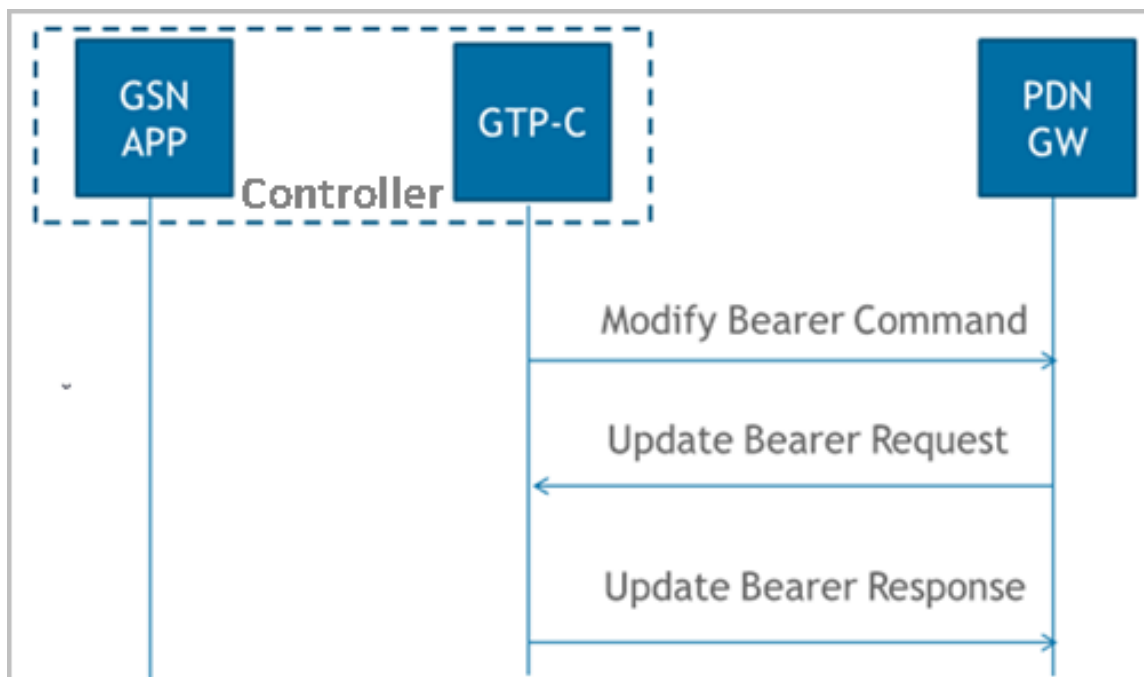 GSN
APP
GTP-C
PDN
GW
Controller
Modify Bearer Command
Update Bearer Request
Update Bearer Response